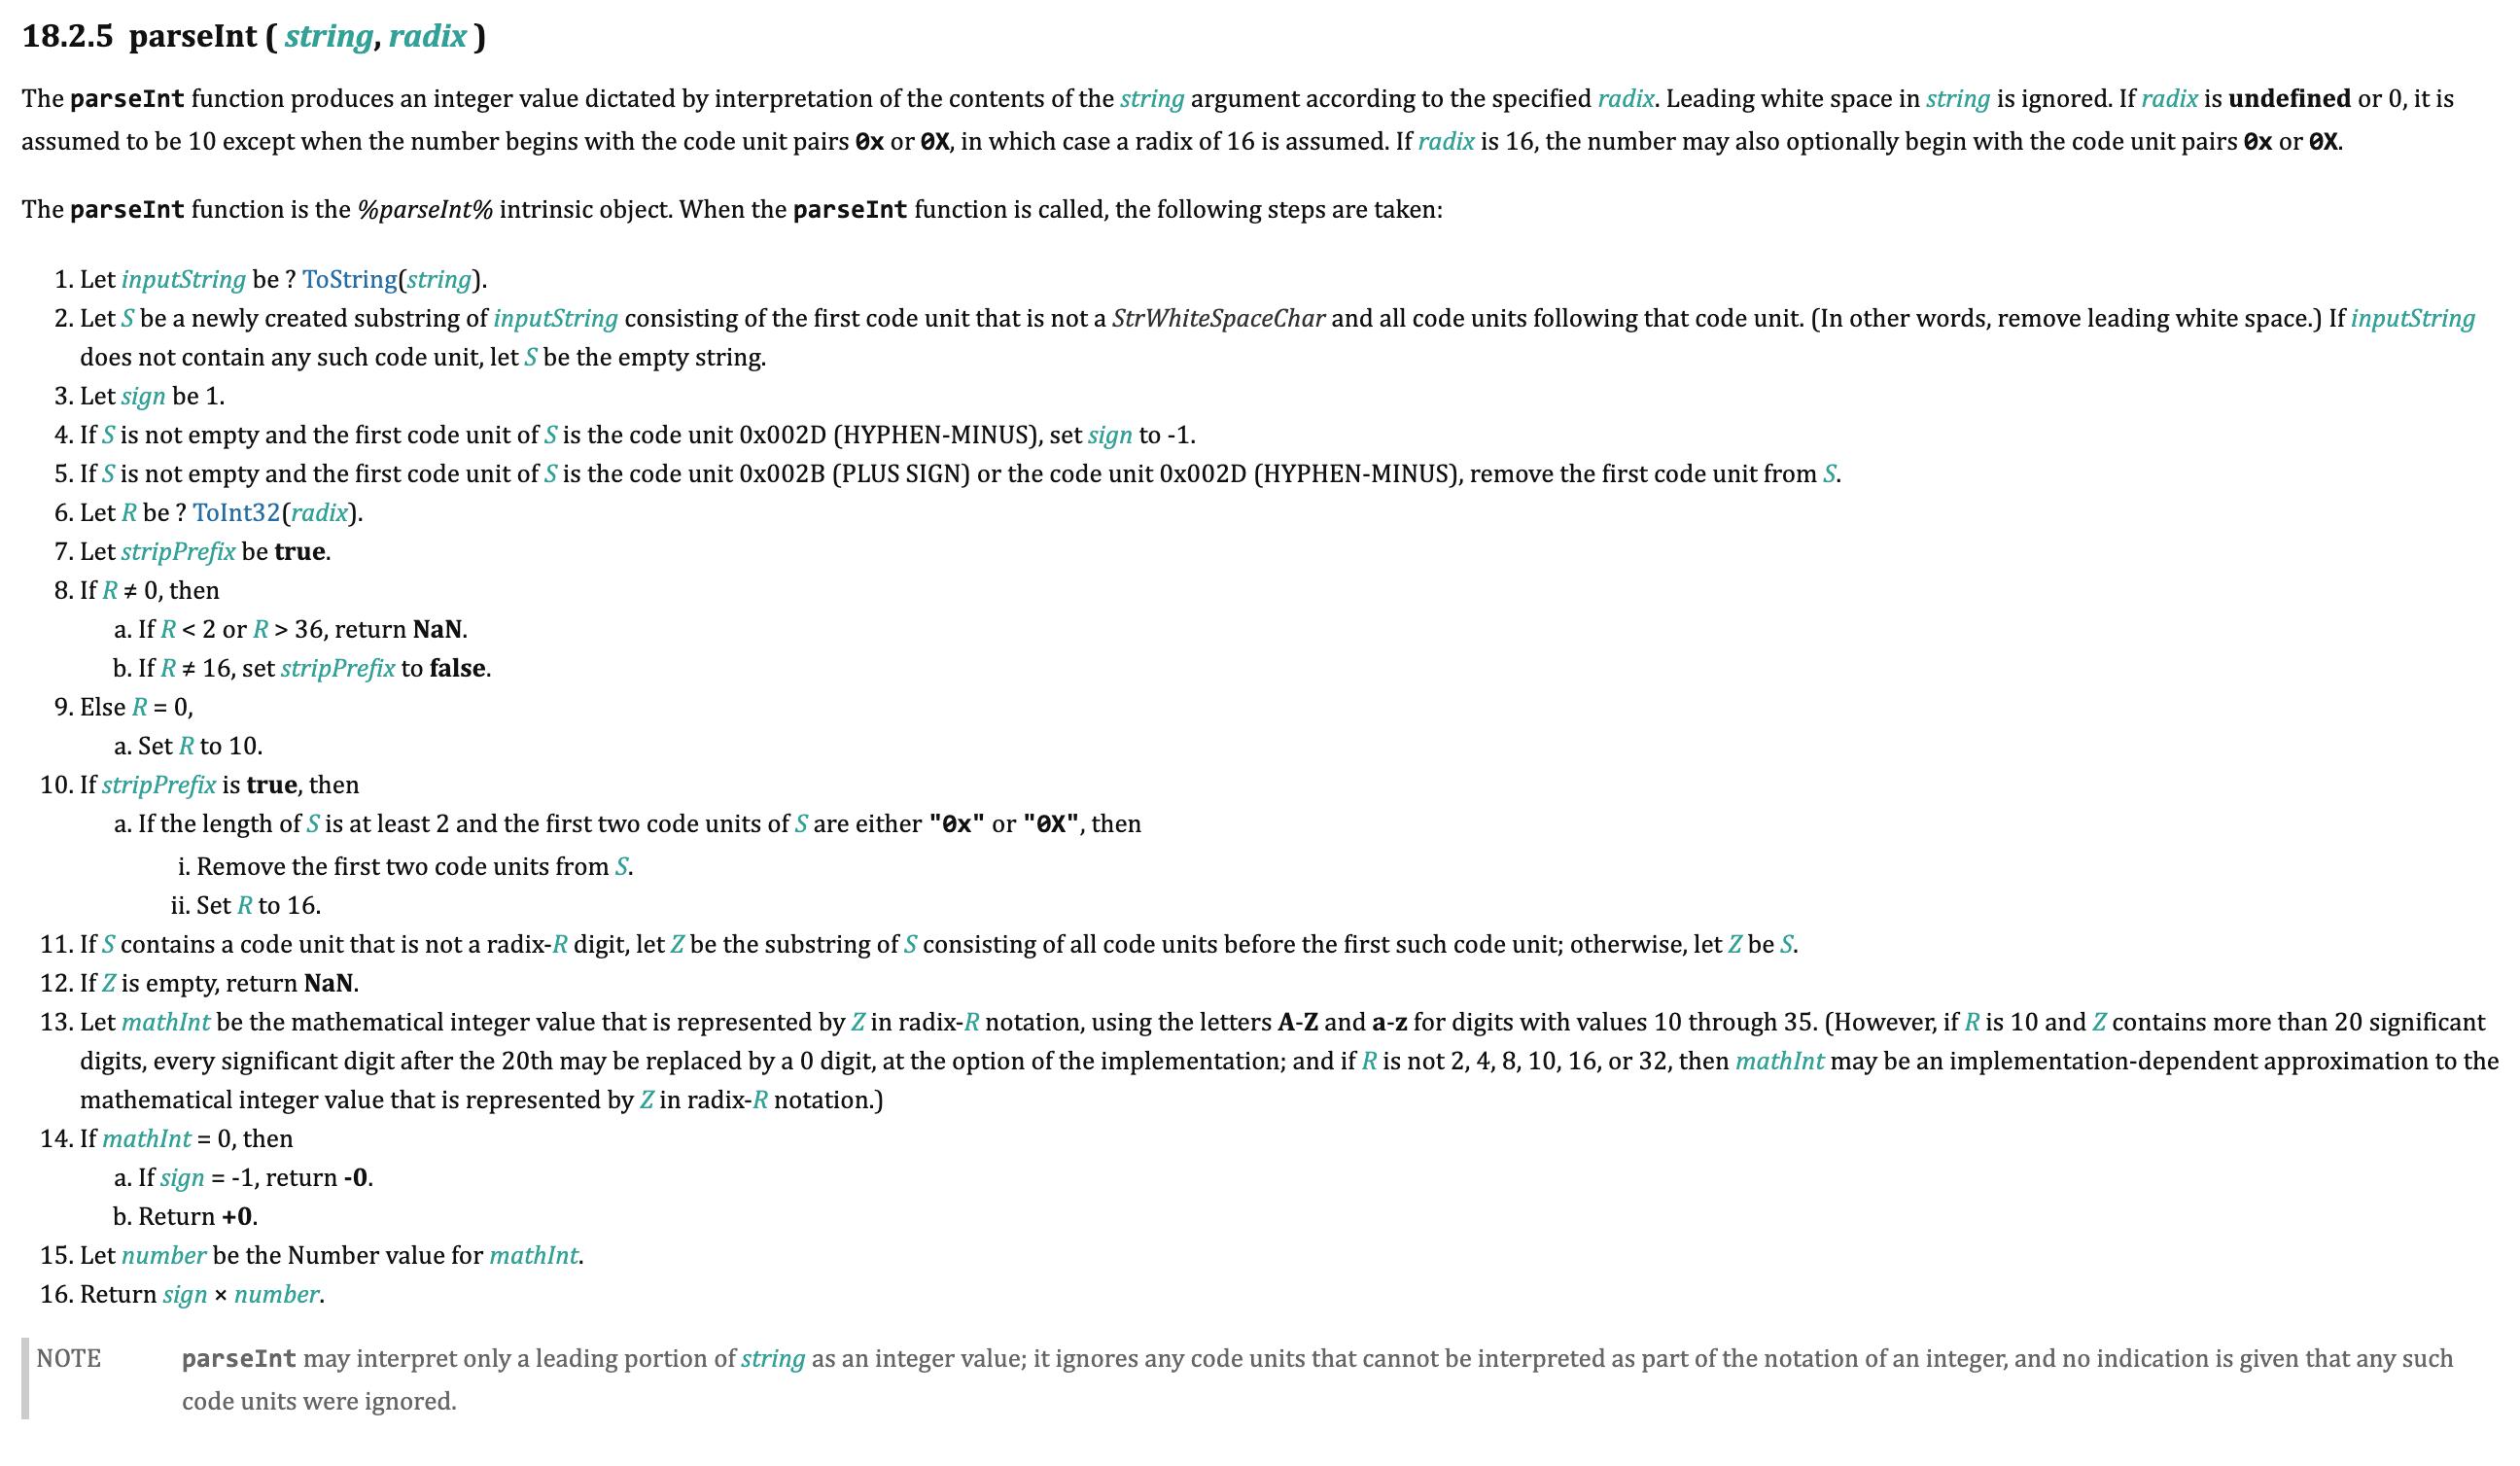 18.2.5 parseInt ( string, radix )
The parseInt function produces an integer value dictated by interpretation of the contents of the string argument according to the specified radix. Leading white space in string is ignored. If radix is undefined or 0, it is
assumed to be 10 except when the number begins with the code unit pairs 0x or 0X, in which case a radix of 16 is assumed. If radix is 16, the number may also optionally begin with the code unit pairs 0x or 0X.
The parseInt function is the %parseInt% intrinsic object. When the parseInt function is called, the following steps are taken:
1. Let inputString be ? ToString(string).
2. Let S be a newly created substring of inputString consisting of the first code unit that is not a StrWhiteSpaceChar and all code units following that code unit. (In other words, remove leading white space.) If inputString
does not contain any such code unit, let S be the empty string.
3. Let sign be 1.
4. If S is not empty and the first code unit of S is the code unit 0x002D (HYPHEN-MINUS), set sign to -1.
5. If S is not empty and the first code unit of S is the code unit 0x002B (PLUS SIGN) or the code unit 0x002D (HYPHEN-MINUS), remove the first code unit from S.
6. Let R be ? ToInt32(radix).
7. Let stripPrefix be true.
8. If R ≠ 0, then
a. If R < 2 or R > 36, return NaN.
b. If R ≠ 16, set stripPrefix to false.
9. Else R = 0,
a. Set R to 10.
10. If stripPrefix is true, then
a. If the length of S is at least 2 and the first two code units of S are either "0x" or "0X", then
i. Remove the first two code units from S.
ii. Set R to 16.
11. If S contains a code unit that is not a radix-R digit, let Z be the substring of S consisting of all code units before the first such code unit; otherwise, let Z be S.
12. If Z is empty, return NaN.
13. Let mathInt be the mathematical integer value that is represented by Z in radix-R notation, using the letters A-Z and a-z for digits with values 10 through 35. (However, if R is 10 and Z contains more than 20 significant
digits, every significant digit after the 20th may be replaced by a 0 digit, at the option of the implementation; and if R is not 2, 4, 8, 10, 16, or 32, then mathInt may be an implementation-dependent approximation to the
mathematical integer value that is represented by Z in radix-R notation.)
14. If mathInt = 0, then
a. If sign = -1, return -0.
b. Return +0.
15. Let number be the Number value for mathInt.
16. Return sign × number.
NOTE parseInt may interpret only a leading portion of string as an integer value; it ignores any code units that cannot be interpreted as part of the notation of an integer, and no indication is given that any such
code units were ignored.